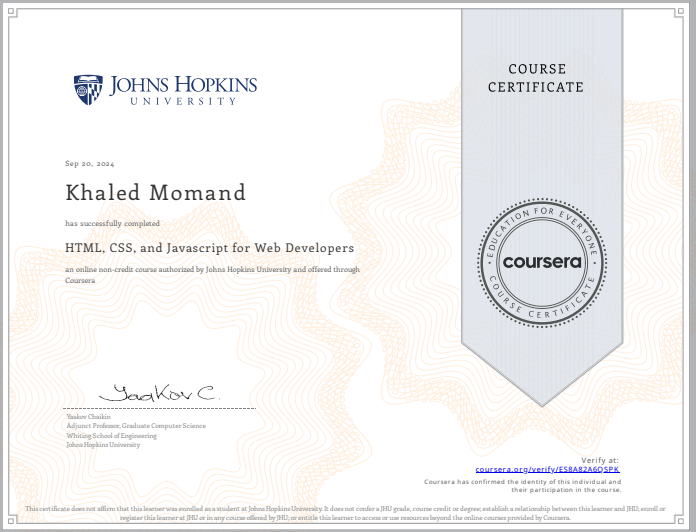 JOHNS HOPKINS
UNIVERSITY
COURSE
CERTIFICATE
Sep 20, 2024
Khaled Momand
has successfully completed
HTML, CSS, and Javascript for Web Developers
an online non-credit course authorized by Johns Hopkins University and offered through
Coursera
EDUCATION FOR EVERYONE
coursera
COURSE CERTIFICATE
Yaakov C.
Yaakov Chaikin
Adjunct Professor, Graduate Computer Science
Whiting School of Engineering
Johns Hopkins University
Verify at:
coursera.org/verify/ES8A82A6QSPK
Coursera has confirmed the identity of this individual and
their participation in the course.
This certificate does not affirm that this learner was enrolled as a student at Johns Hopkins University. It does not confer a JHU grade, course credit or degree; establish a relationship between this learner and JHU; enroll or
register this learner at JHU or in any course offered by JHU; or entitle this learner to access or use resources beyond the online courses provided by Coursera.